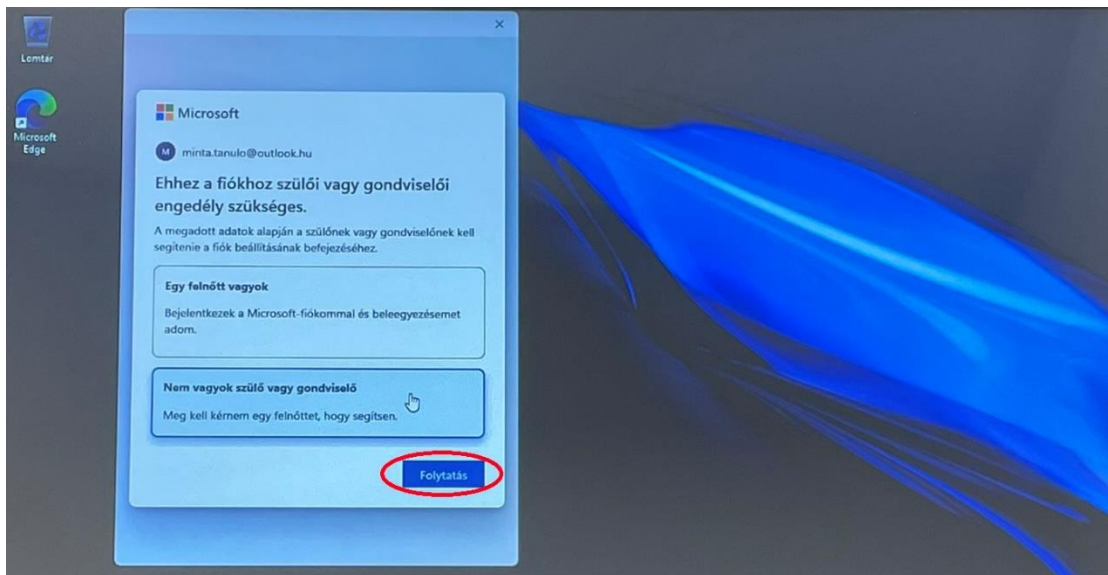 Lomtár
Microsoft
Edge
Microsoft
M
minta.tanulo@outlook.hu
Ehhez a fiókhoz szülői vagy gondviselői
engedély szükséges.
A megadott adatok alapján a szülőnek vagy gondviselőnek kell
segítenie a fiók beállításának befejezéséhez.
Egy felnőtt vagyok
Bejelentkezek a Microsoft-fiókommal és beleegyezésemet
adom.
Nem vagyok szülő vagy gondviselő
Meg kell kérnem egy felnőttet, hogy segítsen.
Folytatás